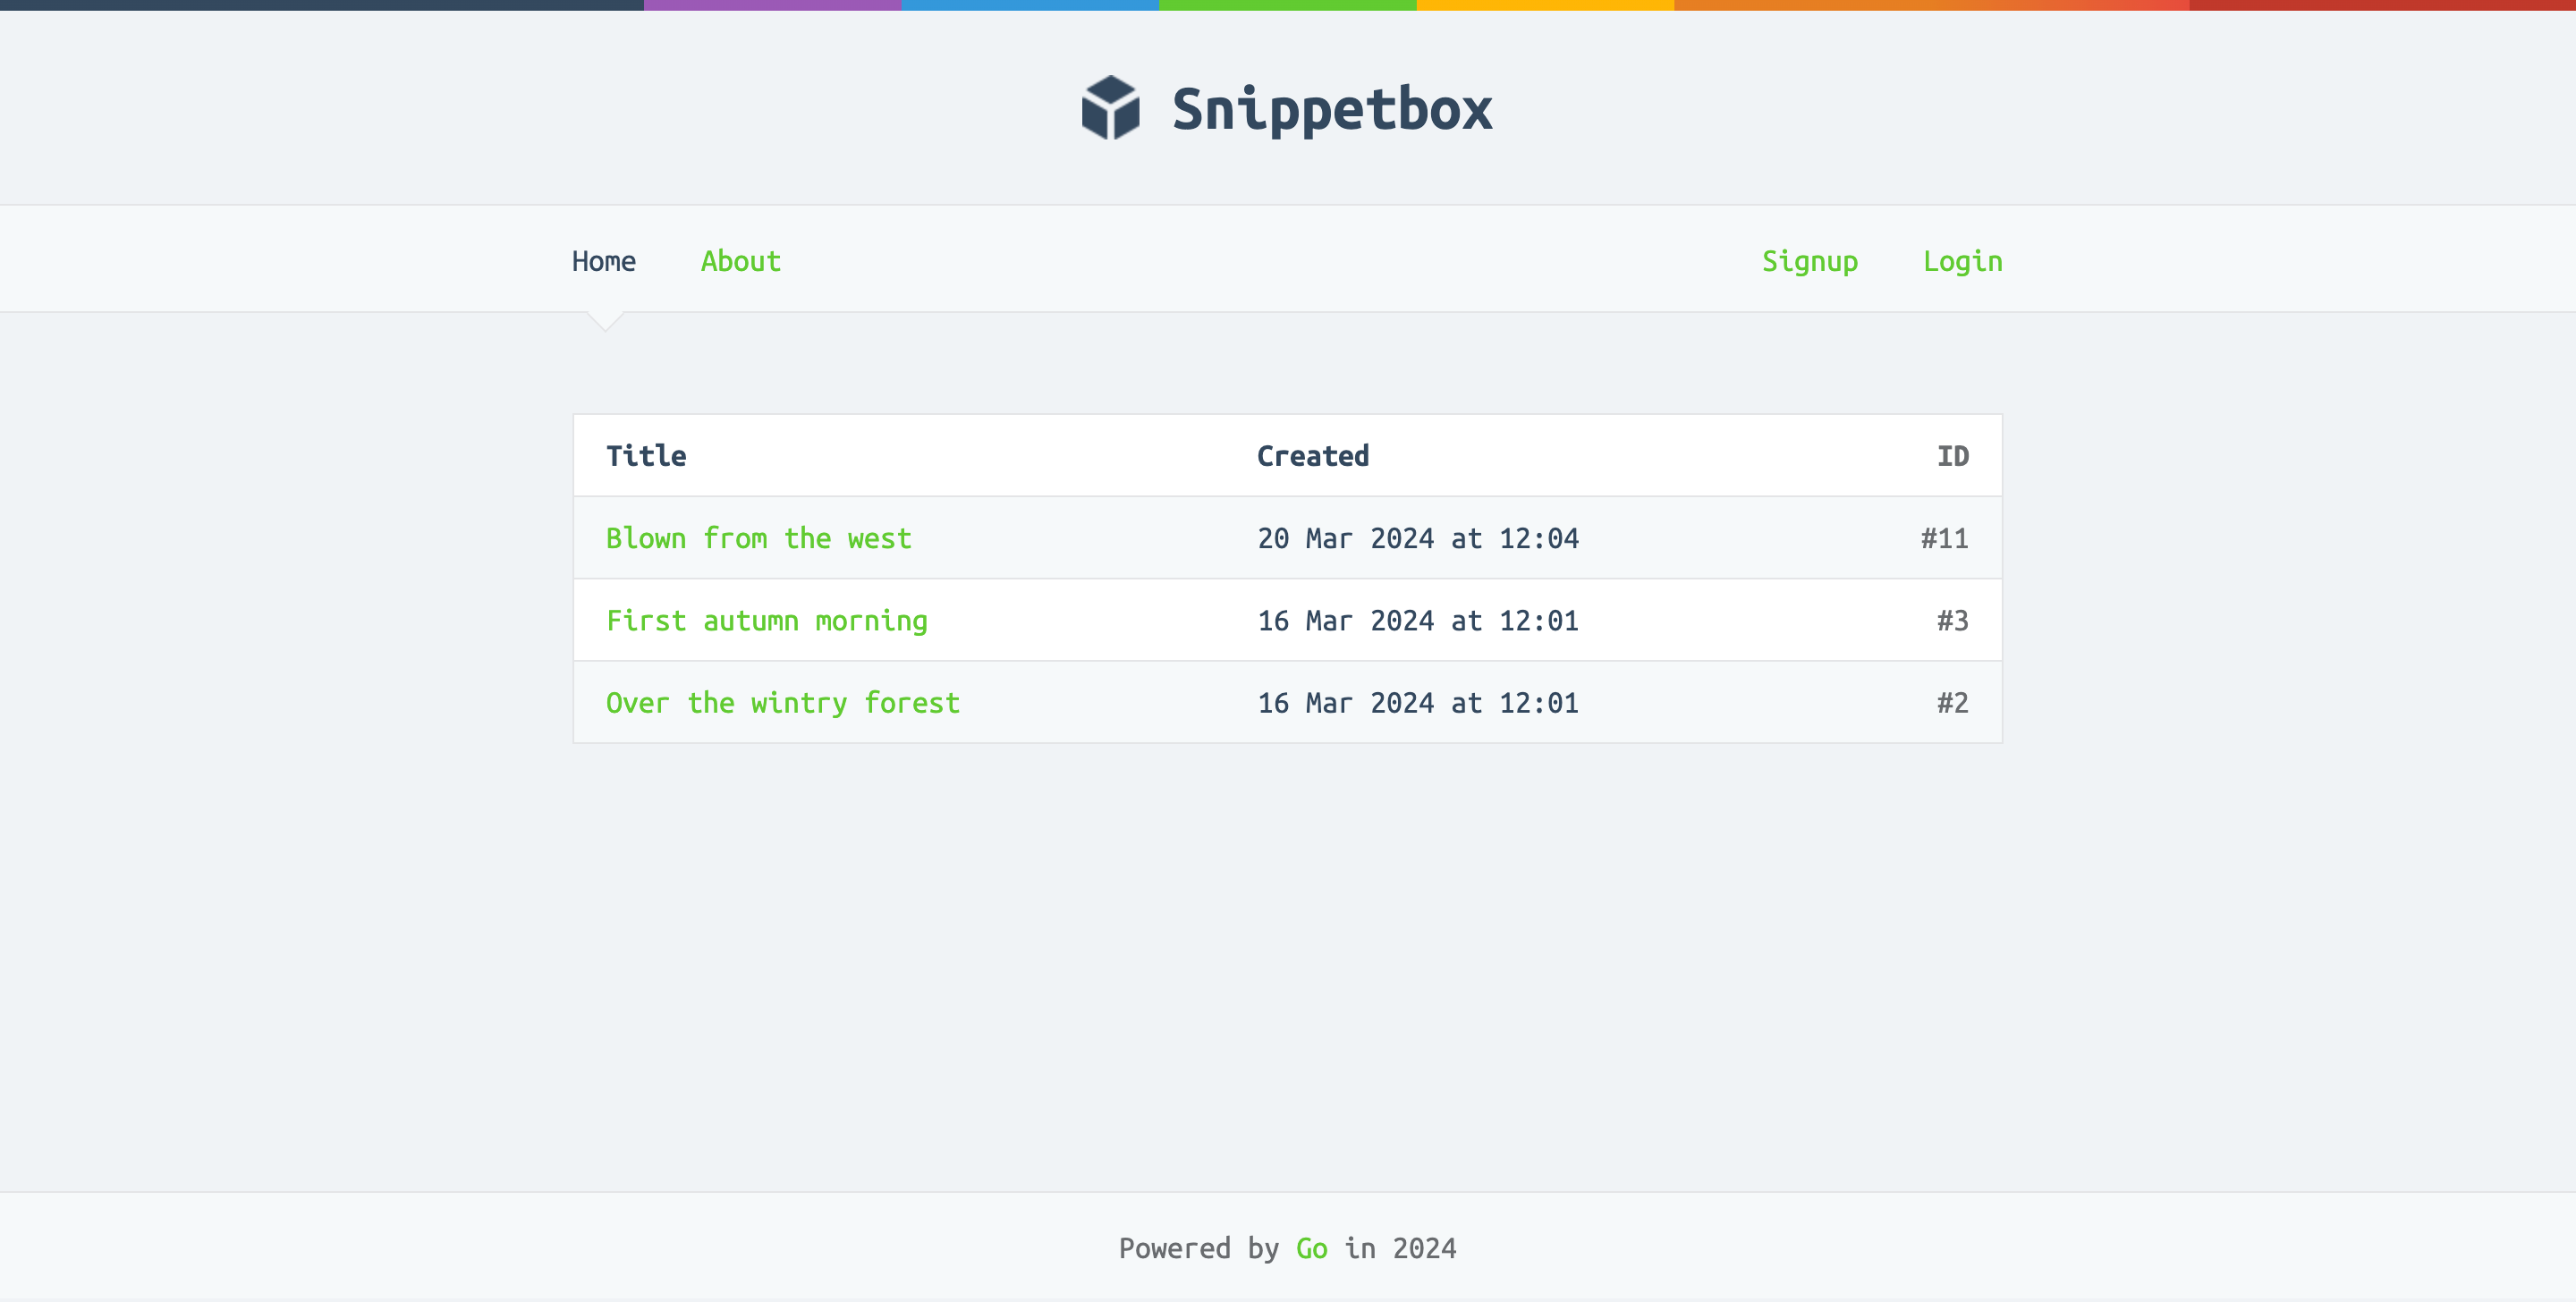 Snippetbox
Home About Signup Login
Title Created ID
Blown from the west 20 Mar 2024 at 12:04 #11
First autumn morning 16 Mar 2024 at 12:01 #3
Over the wintry forest 16 Mar 2024 at 12:01 #2
Powered by Go in 2024